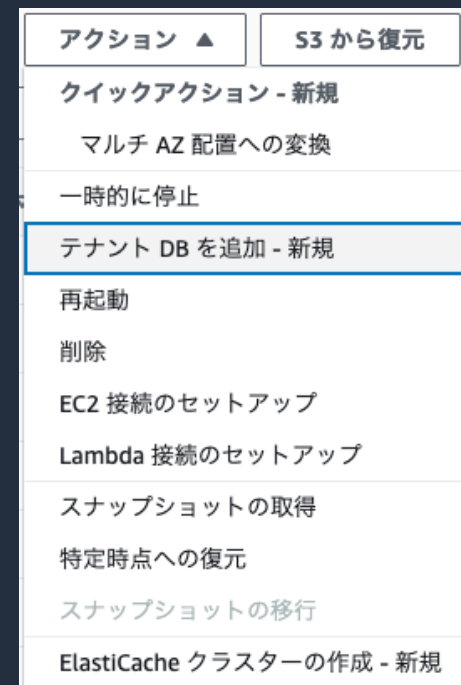 アクション ▲
S3 から復元
クイックアクション - 新規
マルチ AZ 配置への変換
一時的に停止
テナント DB を追加 - 新規
再起動
削除
EC2 接続のセットアップ
Lambda 接続のセットアップ
スナップショットの取得
特定時点への復元
スナップショットの移行
ElastiCache クラスターの作成 - 新規